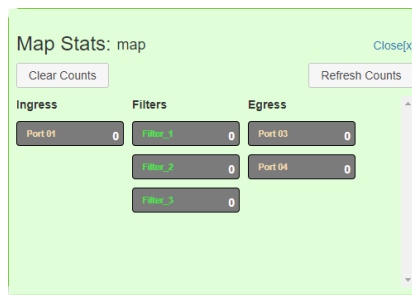 Map Stats: map
Close[x
Clear Counts
Refresh Counts
Ingress Filters Egress
Port 01 0 Filter_1 0 Port 03 0
Filter_2 0 Port 04 0
Filter_3 0